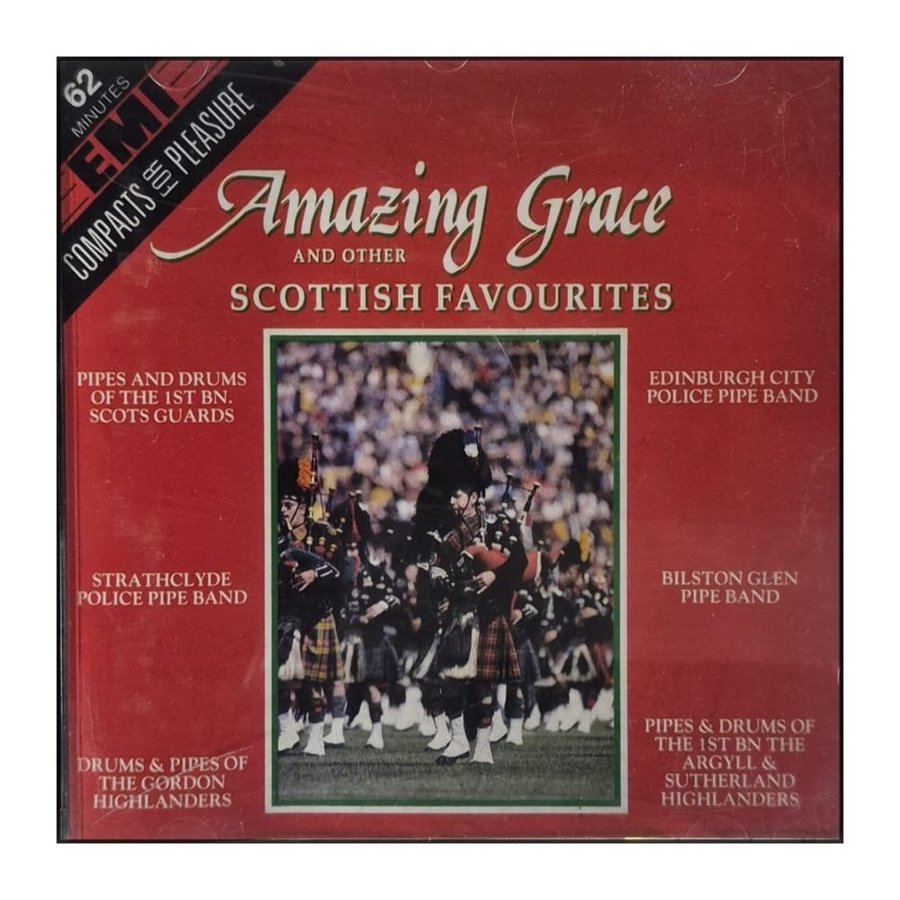 62
MINUTES
EMI
COMPACTS
FOR
PLEASURE
Amazing Grace
AND OTHER
SCOTTISH FAVOURITES
PIPES AND DRUMS
OF THE 1ST BN.
SCOTS GUARDS
EDINBURGH CITY
POLICE PIPE BAND
STRATHCLYDE
POLICE PIPE BAND
BILSTON GLEN
PIPE BAND
DRUMS & PIPES OF
THE GORDON
HIGHLANDERS
PIPES & DRUMS OF
THE 1ST BN THE
ARGYLL &
SUTHERLAND
HIGHLANDERS